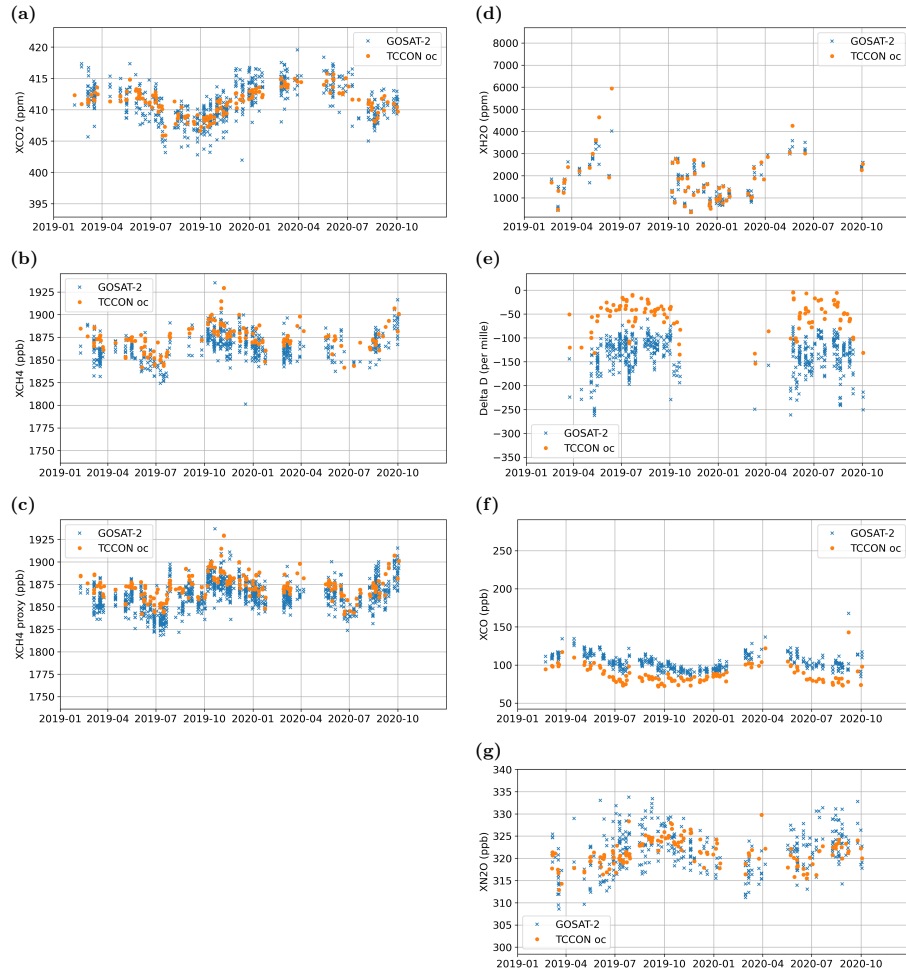 (a)
420
415
410
405
400
395
XCO2 (ppm)
GOSAT-2
TCCON oc
2019-01 2019-04 2019-07 2019-10 2020-01 2020-04 2020-07 2020-10
(b)
1925
1900
1875
1850
1825
1800
1775
1750
XCH4 (ppb)
GOSAT-2
TCCON oc
2019-01 2019-04 2019-07 2019-10 2020-01 2020-04 2020-07 2020-10
(c)
1925
1900
1875
1850
1825
1800
1775
1750
XCH4 proxy (ppb)
GOSAT-2
TCCON oc
2019-01 2019-04 2019-07 2019-10 2020-01 2020-04 2020-07 2020-10
(d)
8000
7000
6000
5000
4000
3000
2000
1000
XH2O (ppm)
GOSAT-2
TCCON oc
2019-01 2019-04 2019-07 2019-10 2020-01 2020-04 2020-07 2020-10
(e)
0
−50
−100
−150
−200
−250
−300
−350
Delta D (per mile)
GOSAT-2
TCCON oc
2019-01 2019-04 2019-07 2019-10 2020-01 2020-04 2020-07 2020-10
(f)
250
200
150
100
50
XCO (ppb)
GOSAT-2
TCCON oc
2019-01 2019-04 2019-07 2019-10 2020-01 2020-04 2020-07 2020-10
(g)
340
335
330
325
320
315
310
305
300
XN2O (ppb)
GOSAT-2
TCCON oc
2019-01 2019-04 2019-07 2019-10 2020-01 2020-04 2020-07 2020-10